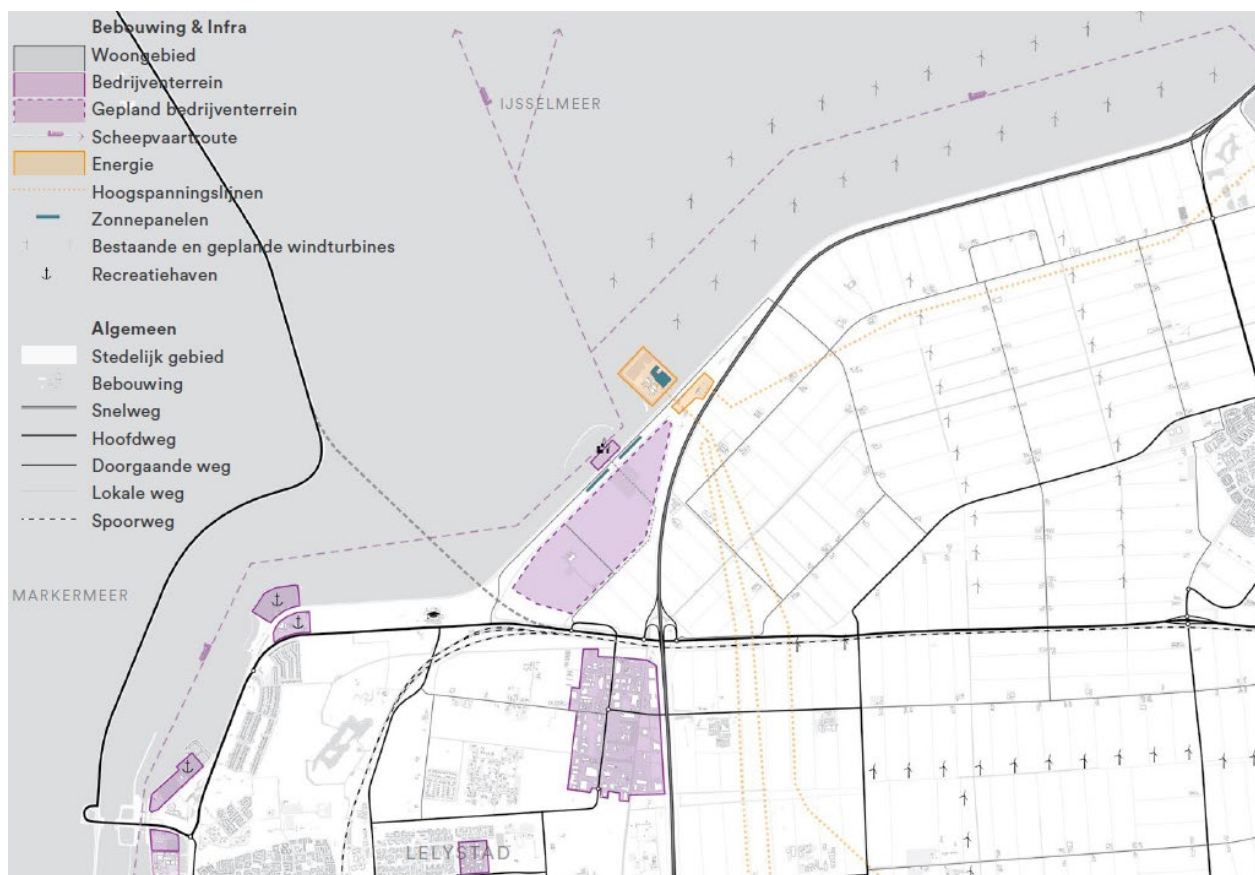 Bebouwing & Infra
Woongebied
Bedrijventerrein
Gepland bedrijventerrein
Scheepvaartroute
Energie
Hoogspanningslijnen
Zonnepanelen
Bestaande en geplande windturbines
Recreatiehaven
Algemeen
Stedelijk gebied
Bebouwing
Snelweg
Hoofdweg
Doorgaande weg
Lokale weg
Spoorweg
IJSSELMEER
MARKERMEER
LELYSTAD